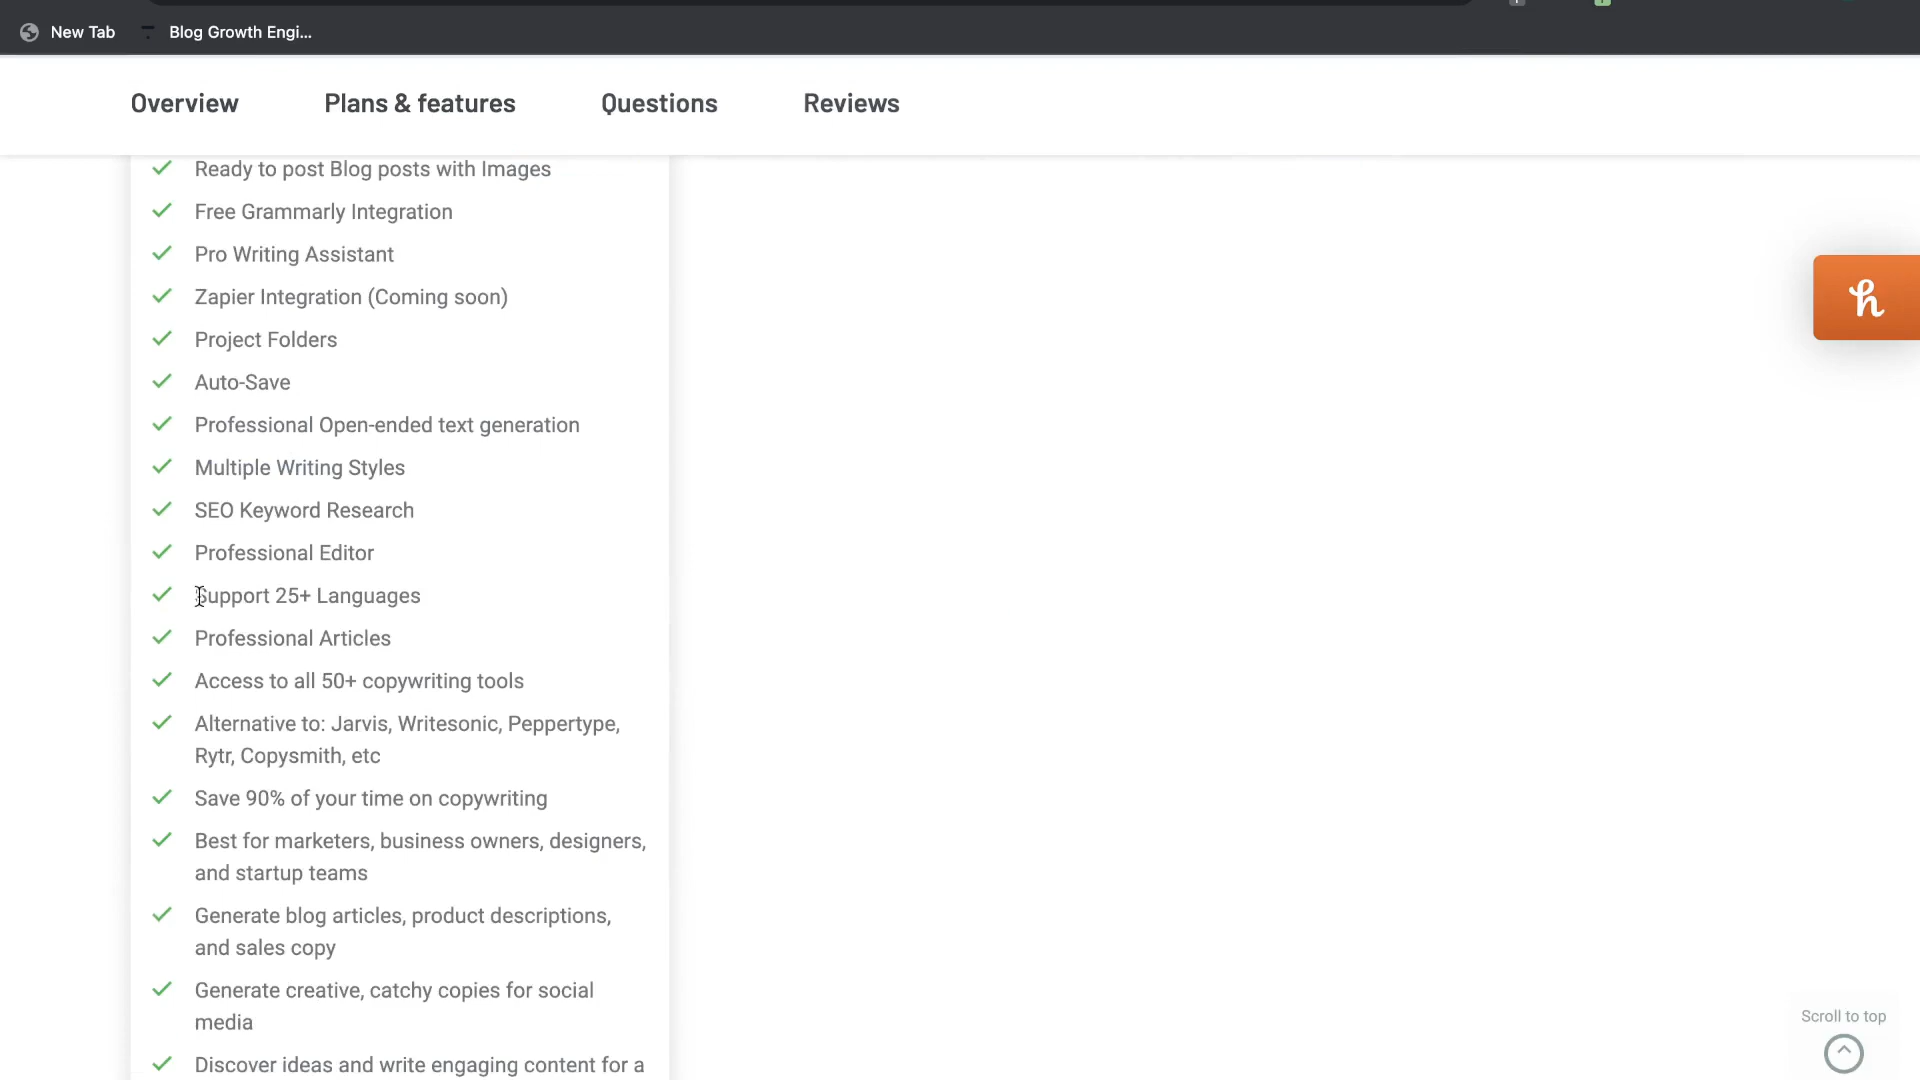 New Tab
Blog Growth Engi...
Overview
Plans & features
Questions
Reviews
Ready to post Blog posts with Images
Free Grammarly Integration
Pro Writing Assistant
Zapier Integration (Coming soon)
Project Folders
Auto-Save
Professional Open-ended text generation
Multiple Writing Styles
SEO Keyword Research
Professional Editor
Support 25+ Languages
Professional Articles
Access to all 50+ copywriting tools
Alternative to: Jarvis, Writesonic, Peppertype,
Rytr, Copysmith, etc
Save 90% of your time on copywriting
Best for marketers, business owners, designers,
and startup teams
Generate blog articles, product descriptions,
and sales copy
Generate creative, catchy copies for social
media
Discover ideas and write engaging content for a
Scroll to top